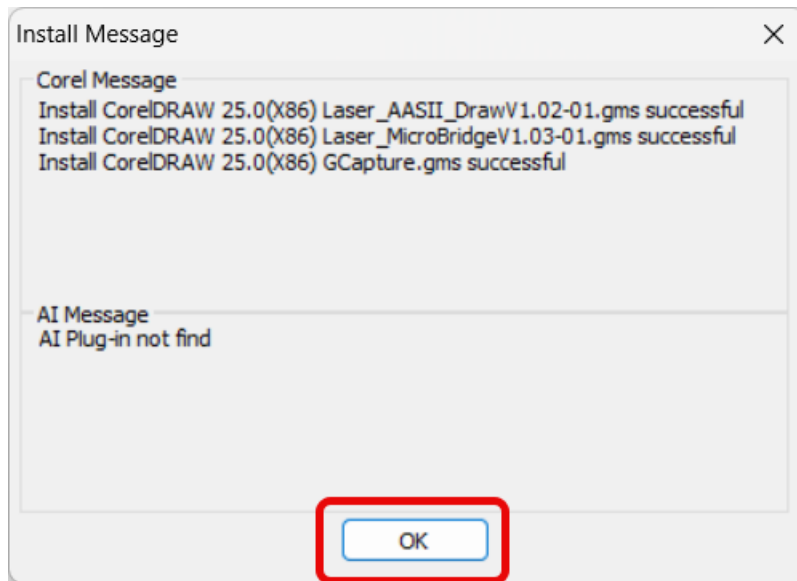 Install Message
Corel Message
Install CorelDRAW 25.0(X86) Laser_AASII_DrawV1.02-01.gms successful
Install CorelDRAW 25.0(X86) Laser_MicroBridgeV1.03-01.gms successful
Install CorelDRAW 25.0(X86) GCapture.gms successful
AI Message
AI Plug-in not find
OK